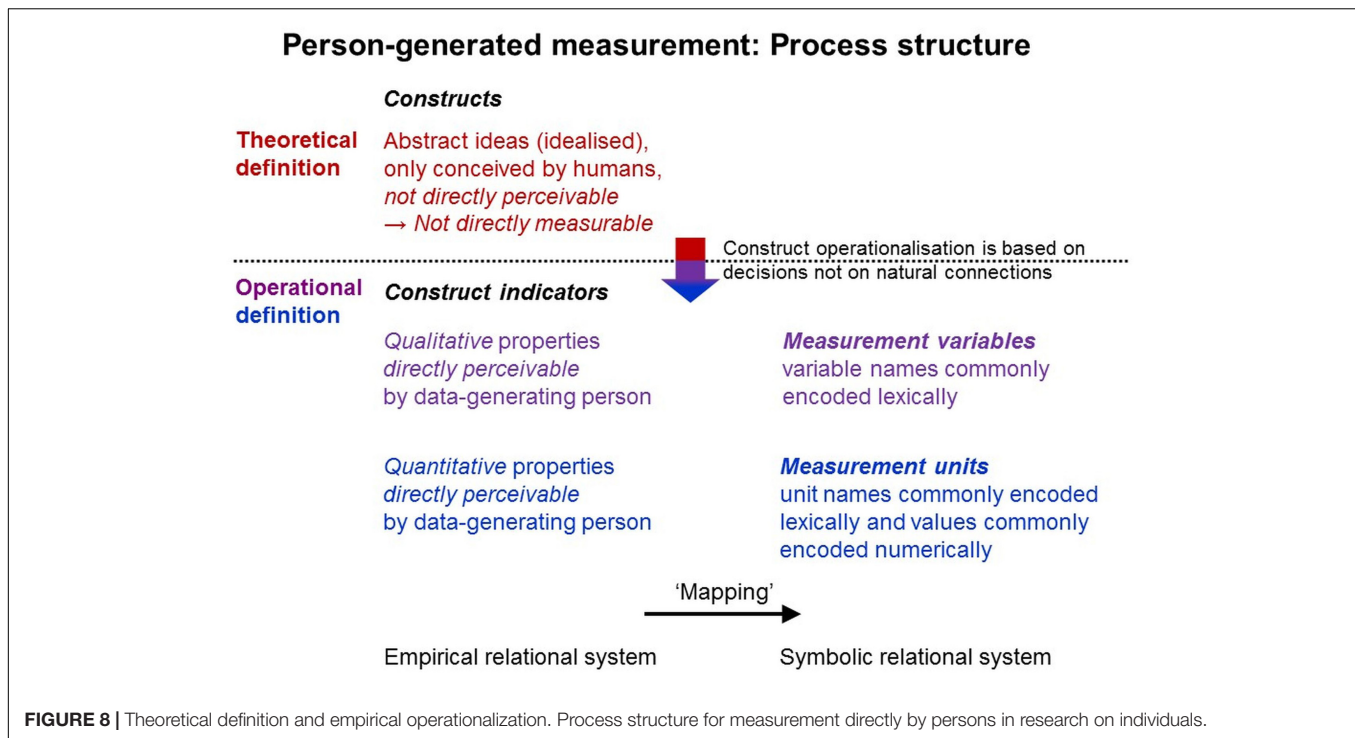 Person-generated measurement: Process structure
Constructs
Theoretical
definition
Abstract ideas (idealised),
only conceived by humans,
not directly perceivable
→ Not directly measurable
Construct operationalisation is based on
decisions not on natural connections
Operational
definition
Construct indicators
Qualitative properties
directly perceivable
by data-generating person
Measurement variables
variable names commonly
encoded lexically
Quantitative properties
directly perceivable
by data-generating person
Measurement units
unit names commonly encoded
lexically and values commonly
encoded numerically
‘Mapping’
Empirical relational system
Symbolic relational system
FIGURE 8 | Theoretical definition and empirical operationalization. Process structure for measurement directly by persons in research on individuals.